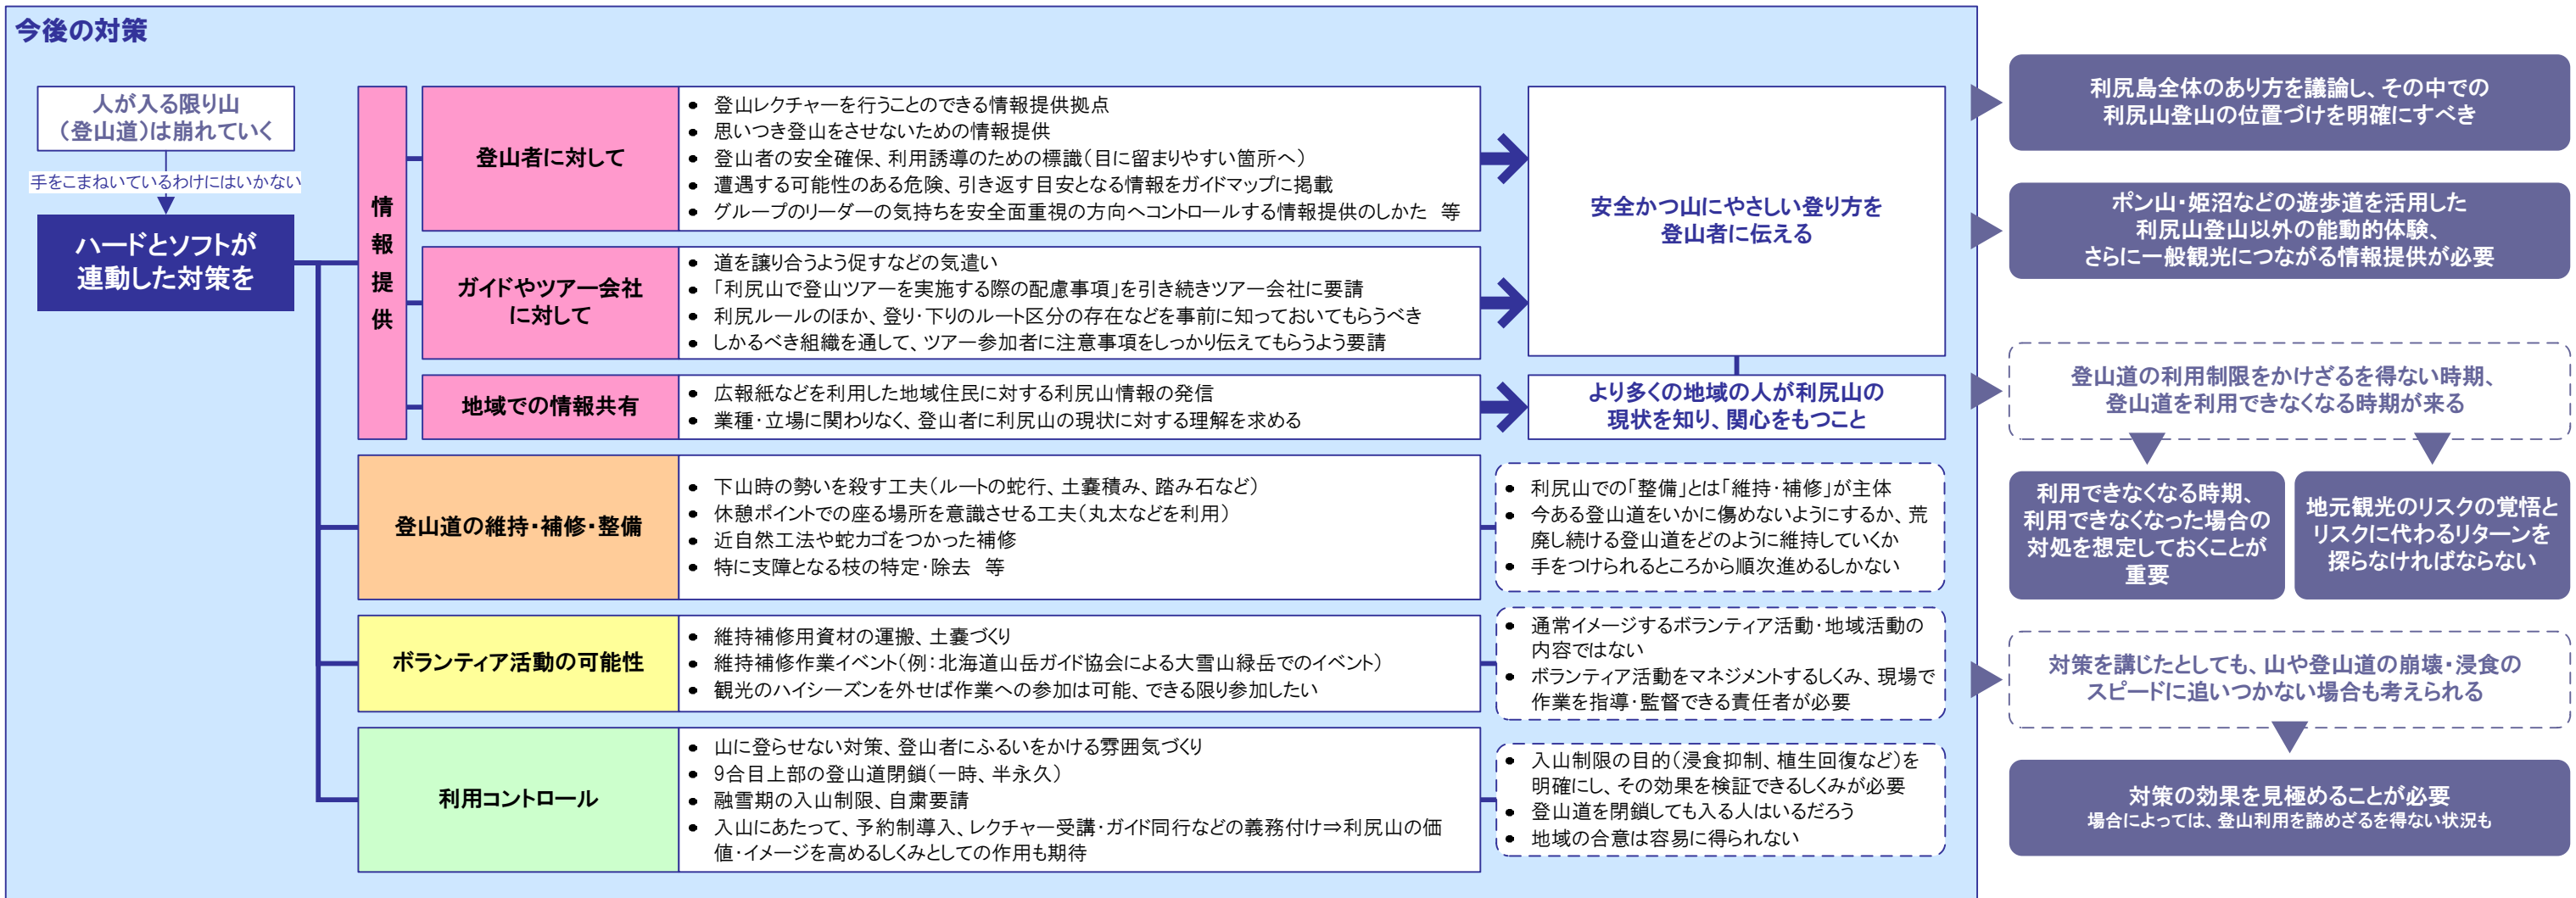 今後の対策
人が入る限り山
（登山道）は崩れていく
手をこまねいているわけにはいかない
ハードとソフトが
連動した対策を
情報提供
登山者に対して
● 登山レクチャーを行うことのできる情報提供拠点
● 思いつき登山をさせないための情報提供
● 登山者の安全確保、利用誘導のための標識（目に留まりやすい箇所へ）
● 遭遇する可能性のある危険、引き返す目安となる情報をガイドマップに掲載
● グループのリーダーの気持ちを安全面重視の方向へコントロールする情報提供のしかた 等
ガイドやツアー会社
に対して
● 道を譲り合うよう促すなどの気遣い
● 「利尻山で登山ツアーを実施する際の配慮事項」を引き続きツアー会社に要請
● 利尻ルールのほか、登り・下りのルート区分の存在などを事前に知っておいてもらうべき
● しかるべき組織を通して、ツアー参加者に注意事項をしっかり伝えてもらうよう要請
安全かつ山にやさしい登り方を
登山者に伝える
地域での情報共有
● 広報紙などを利用した地域住民に対する利尻山情報の発信
● 業種・立場に関わりなく、登山者に利尻山の現状に対する理解を求める
より多くの地域の人が利尻山の
現状を知り、関心をもつこと
登山道の維持・補修・整備
● 下山時の勢いを殺す工夫（ルートの蛇行、土嚢積み、踏み石など）
● 休憩ポイントでの座る場所を意識させる工夫（丸太などを利用）
● 近自然工法や蛇カゴをつかった補修
● 特に支障となる枝の特定・除去 等
● 利尻山での「整備」とは「維持・補修」が主体
● 今ある登山道をいかに傷めないようにするか、荒
廃し続ける登山道をどのように維持していくか
● 手をつけられるところから順次進めるしかない
ボランティア活動の可能性
● 維持補修用資材の運搬、土嚢づくり
● 維持補修作業イベント（例：北海道山岳ガイド協会による大雪山緑岳でのイベント）
● 観光のハイシーズンを外せば作業への参加は可能、できる限り参加したい
● 通常イメージするボランティア活動・地域活動の
内容ではない
● ボランティア活動をマネジメントするしくみ、現場で
作業を指導・監督できる責任者が必要
利用コントロール
● 山に登らせない対策、登山者にふるいをかける雰囲気づくり
● 9合目上部の登山道閉鎖（一時、半永久）
● 融雪期の入山制限、自粛要請
● 入山にあたって、予約制導入、レクチャー受講・ガイド同行などの義務付け⇒利尻山の価
値・イメージを高めるしくみとしての作用も期待
● 入山制限の目的（浸食抑制、植生回復など）を
明確にし、その効果を検証できるしくみが必要
● 登山道を閉鎖しても入る人はいるだろう
● 地域の合意は容易に得られない
利尻島全体のあり方を議論し、その中での
利尻山登山の位置づけを明確にすべき
ポン山・姫沼などの遊歩道を活用した
利尻山登山以外の能動的体験、
さらに一般観光につながる情報提供が必要
登山道の利用制限をかけざるを得ない時期、
登山道を利用できなくなる時期が来る
利用できなくなる時期、
利用できなくなった場合の
対処を想定しておくことが
重要
地元観光のリスクの覚悟と
リスクに代わるリターンを
探らなければならない
対策を講じたとしても、山や登山道の崩壊・浸食の
スピードに追いつかない場合も考えられる
対策の効果を見極めることが必要
場合によっては、登山利用を諦めざるを得ない状況も